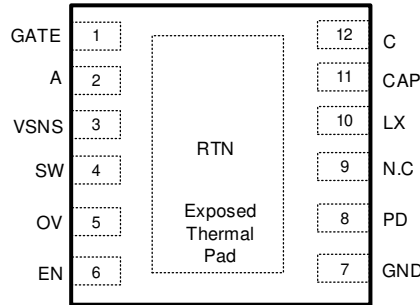 GATE 1
A 2
VSNS 3
SW 4
OV 5
EN 6
RTN
Exposed
Thermal
Pad
12 C
11 CAP
10 LX
9 N.C
8 PD
7 GND